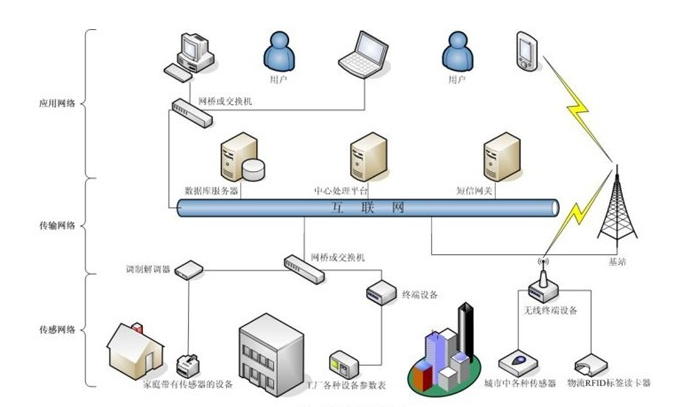 用户
用户
网桥或交换机
应用网络
数据库服务器
中心处理平台
短信网关
互 联 网
传输网络
网桥或交换机
基站
调制解调器
终端设备
无线终端设备
传感网络
家庭带有传感器的设备
工厂各种设备参数表
城市中各种传感器
物流RFID标签读卡器